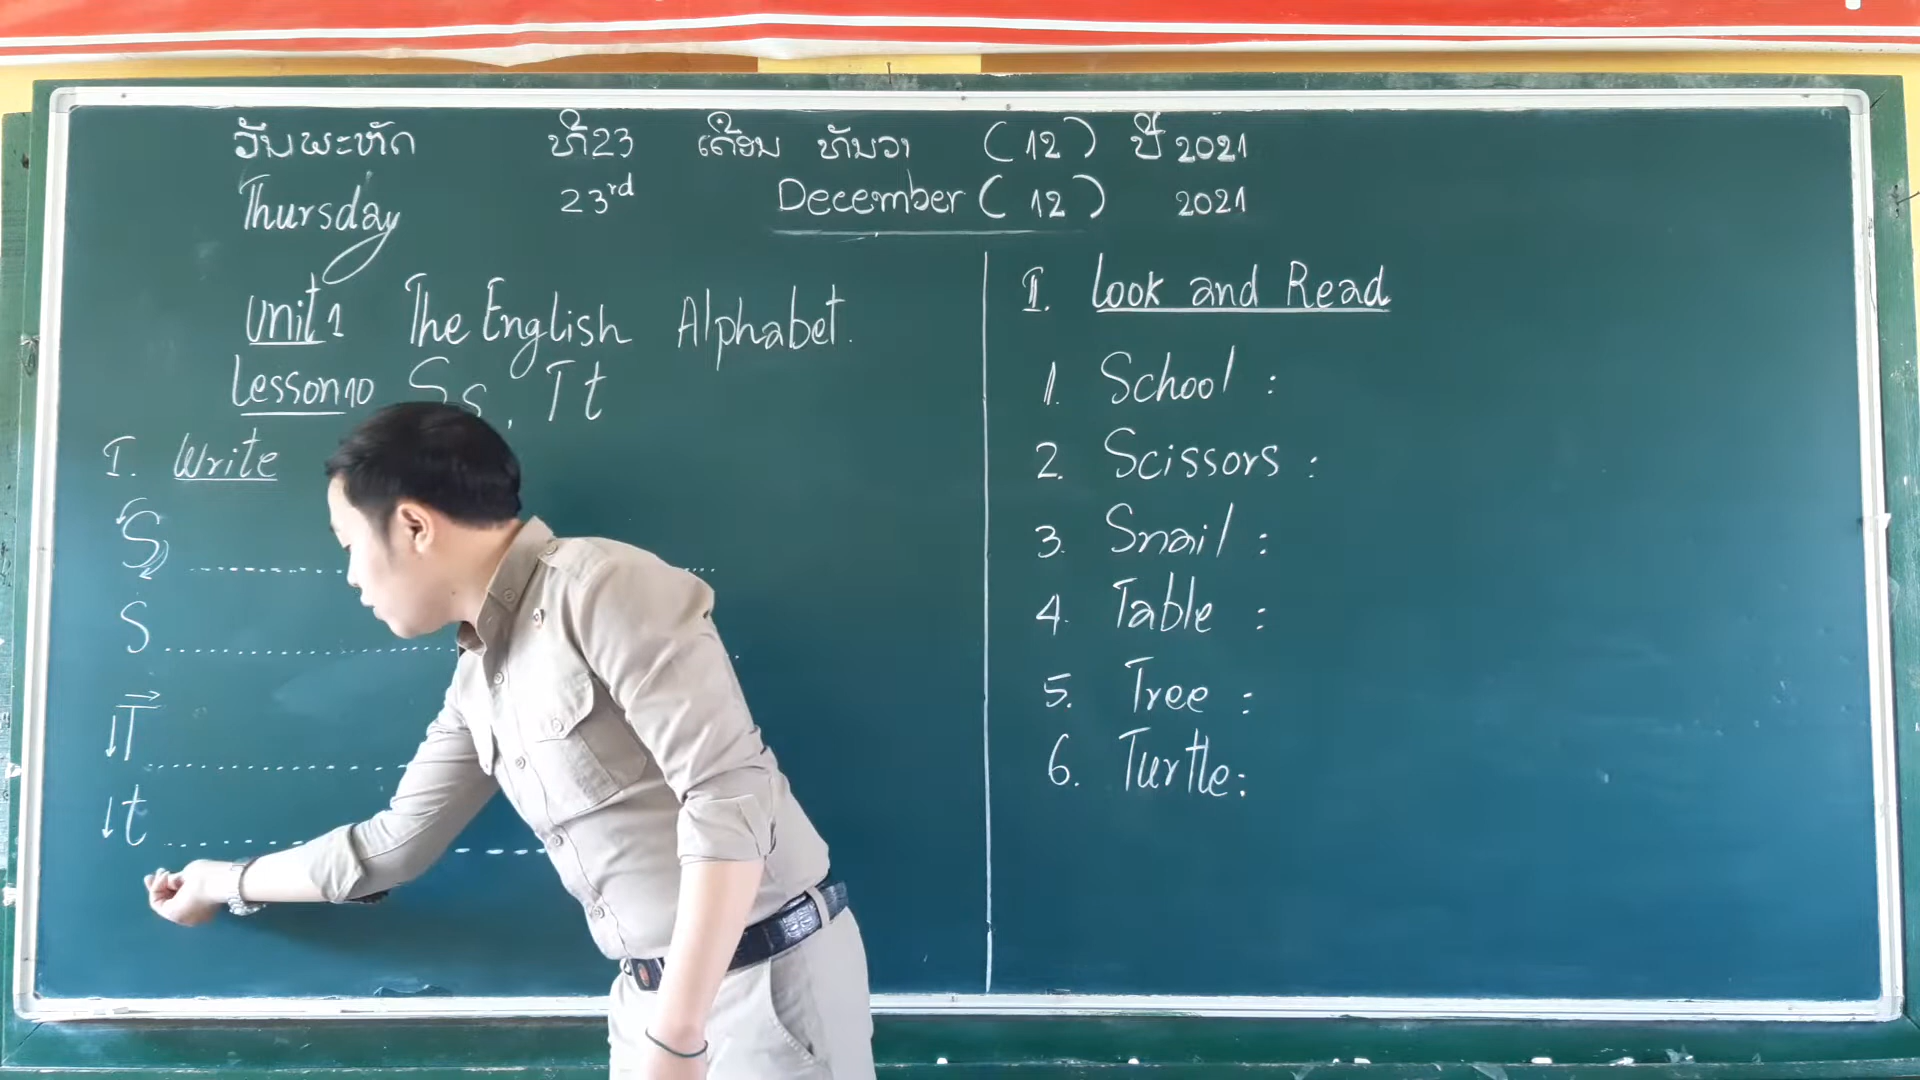 ວັນພະຫັດ ທີ23 ເດືອນ ທັນວາ (12) ປີ 2021
Thursday 23rd December (12) 2021
Unit 1 The English Alphabet.
Lesson 10 Ss, Tt
I. Write
S
s
T
t
II. Look and Read
1. School :
2. Scissors :
3. Snail :
4. Table :
5. Tree :
6. Turtle :